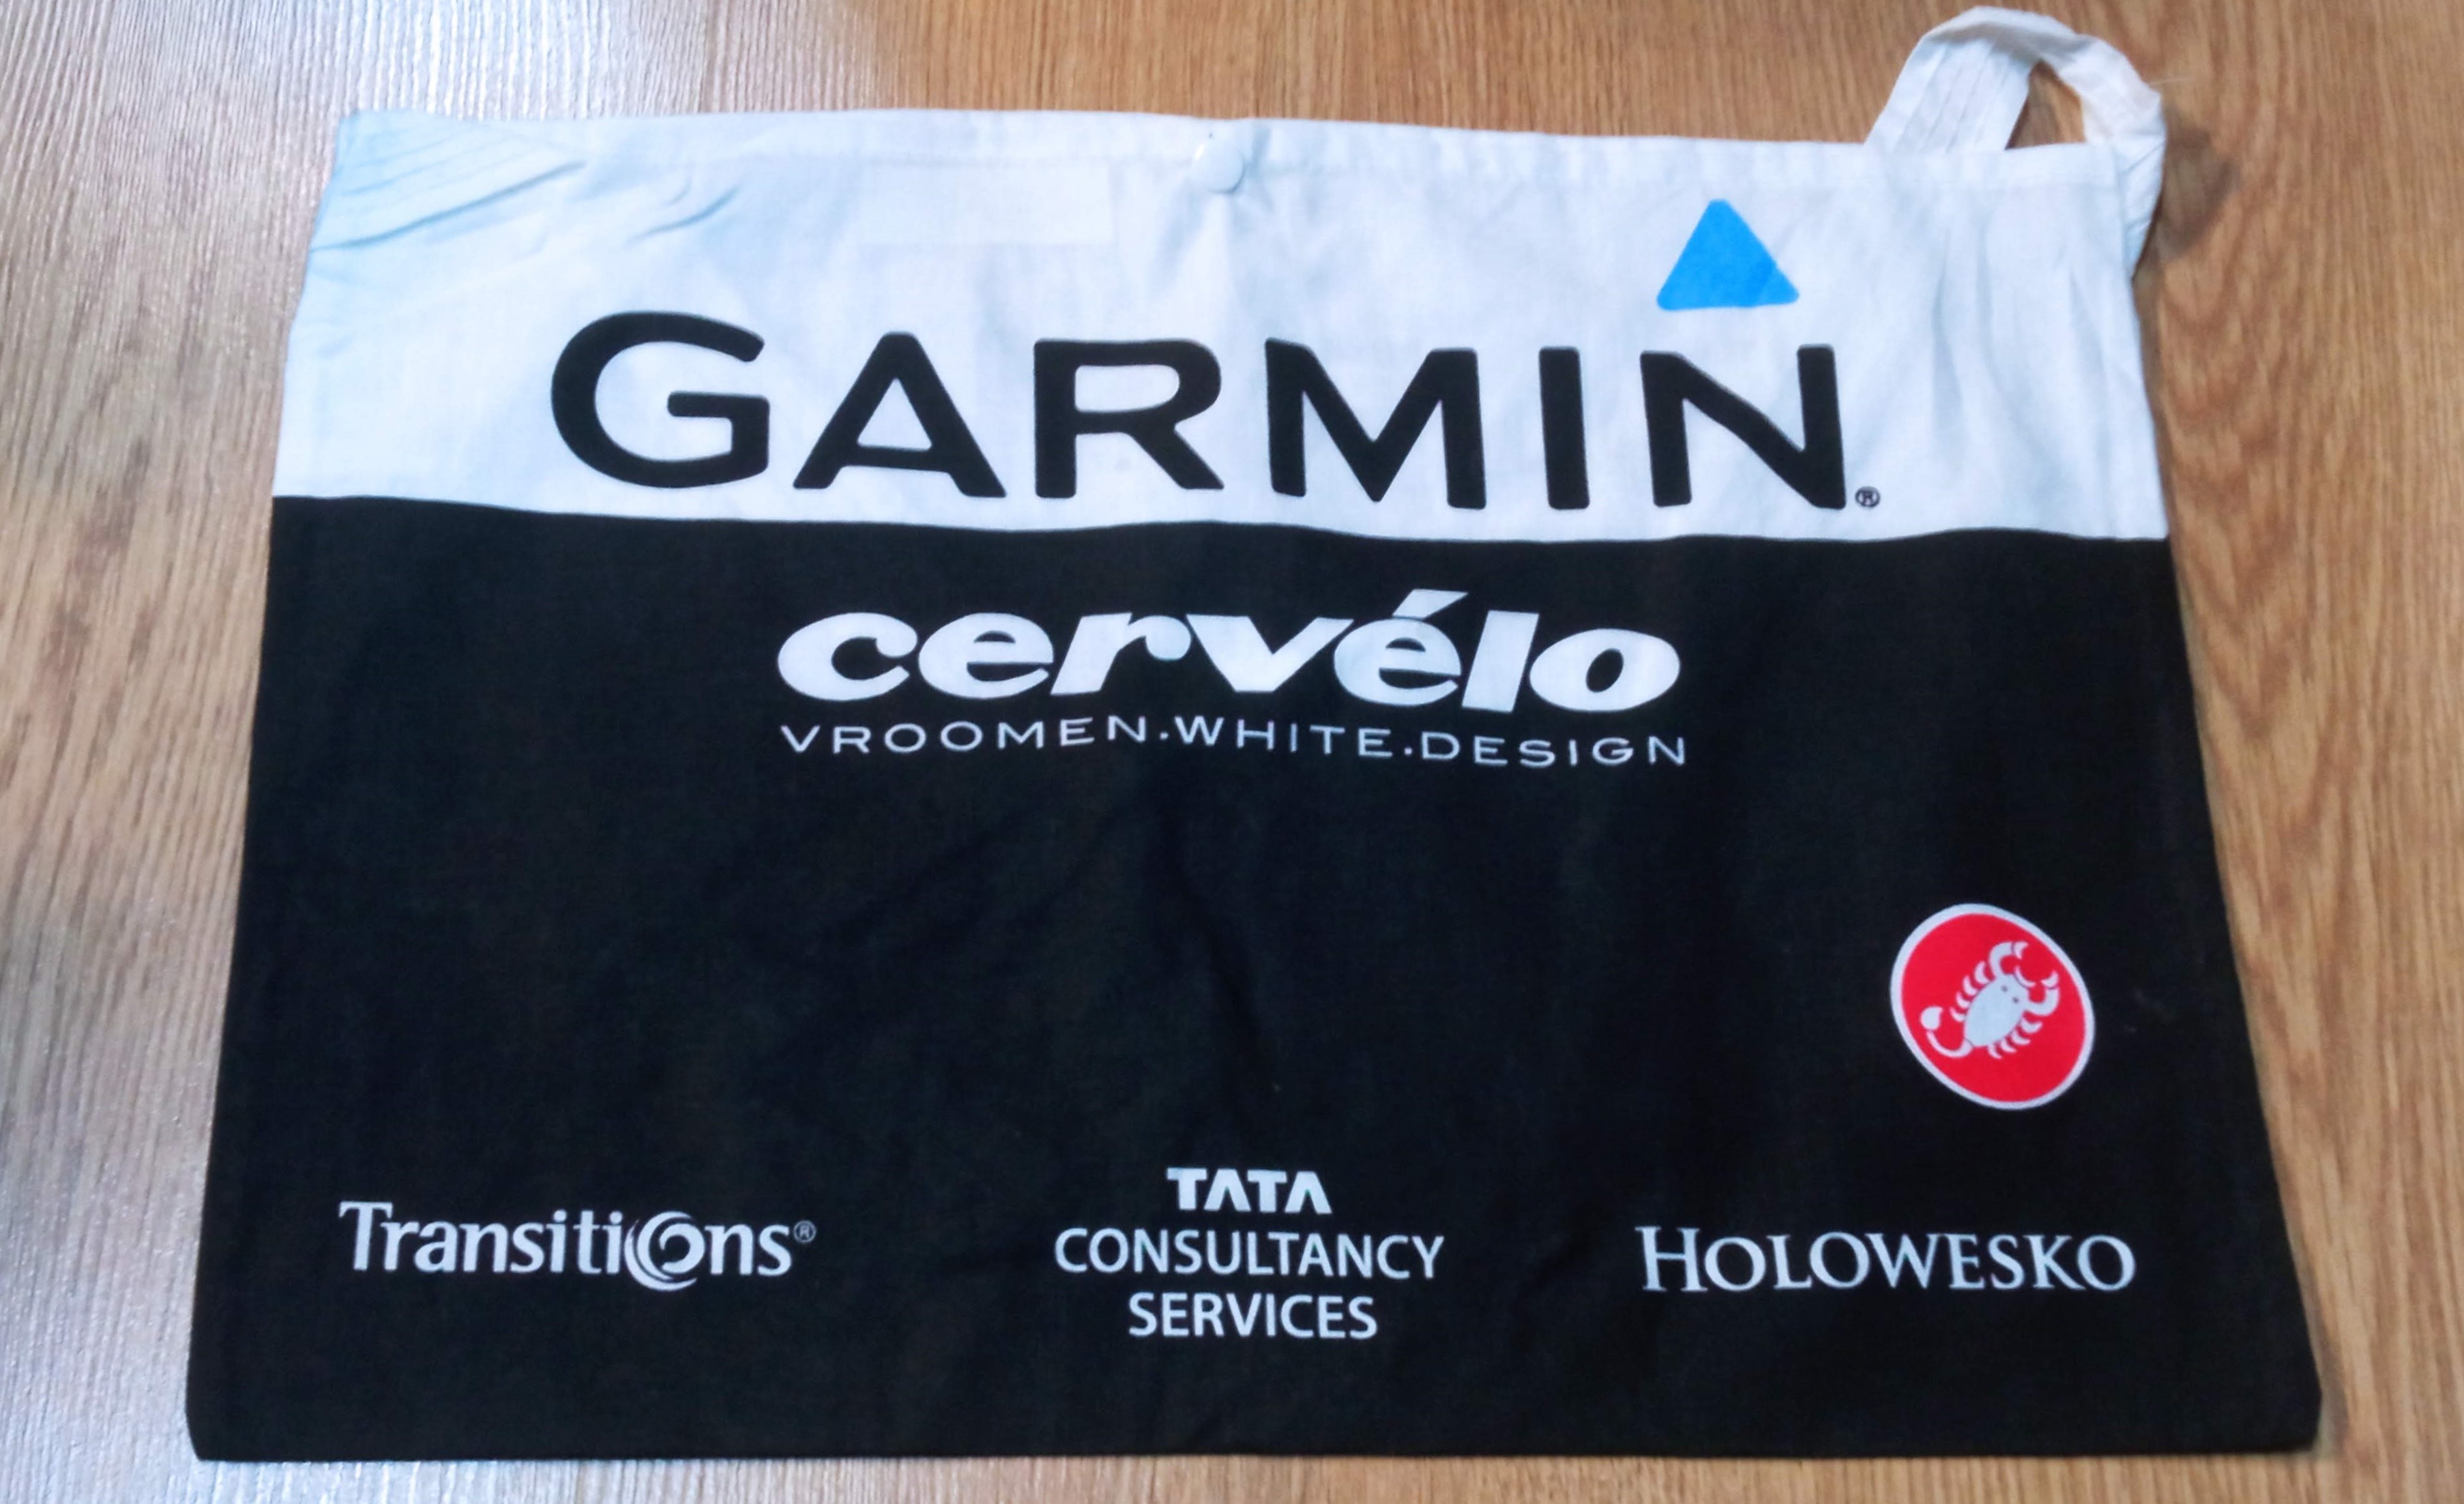 GARMIN®
cervélo
VROOMEN.WHITE.DESIGN
Transitions®
TATA
CONSULTANCY
SERVICES
HOLOWESKO